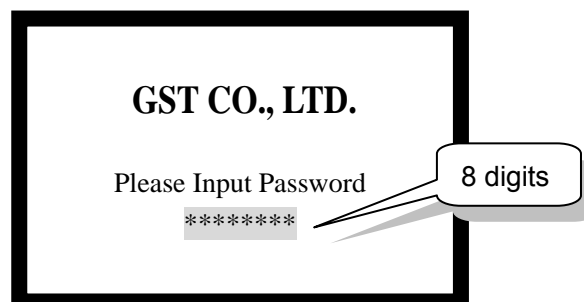 GST CO., LTD.
Please Input Password
********
8 digits